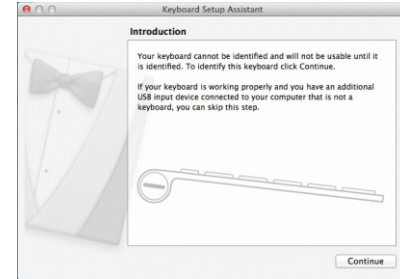 Keyboard Setup Assistant
Introduction
Your keyboard cannot be identified and will not be usable until it
is identified. To identify this keyboard click Continue.
If your keyboard is working properly and you have an additional
USB input device connected to your computer that is not a
keyboard, you can skip this step.
Continue